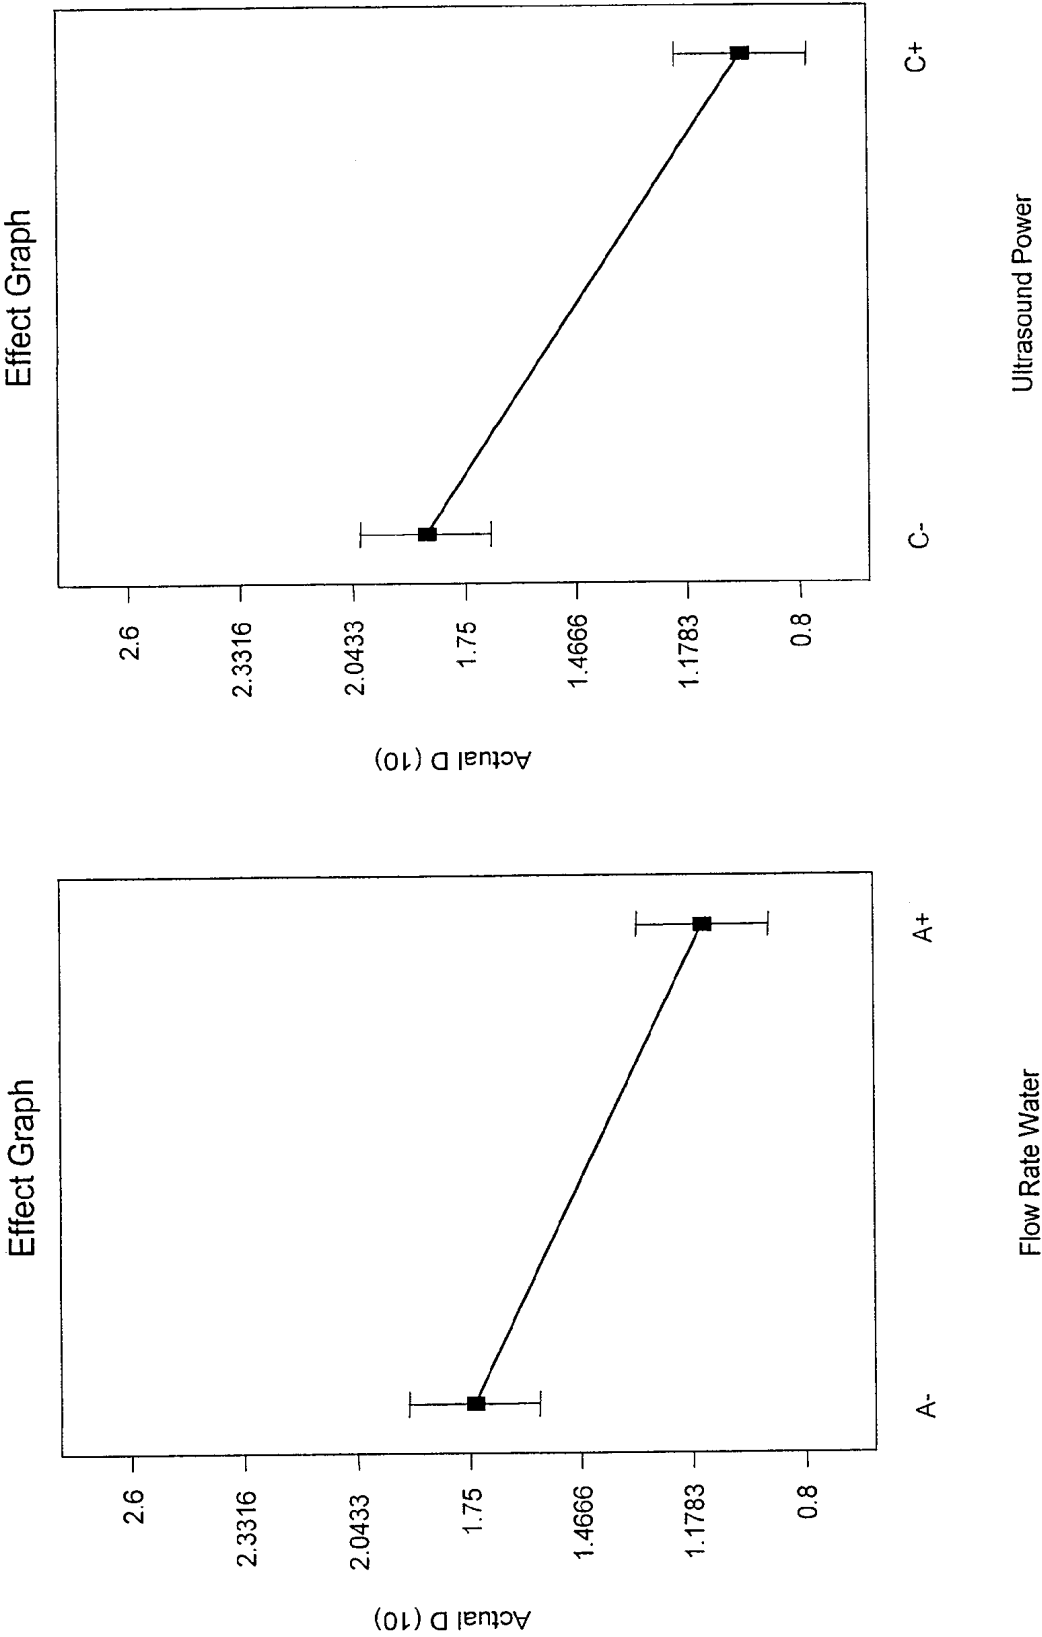 Effect Graph
Actual D (10)
2.6
2.3316
2.0433
1.75
1.4666
1.1783
0.8
A-
A+
Flow Rate Water
Effect Graph
Actual D (10)
2.6
2.3316
2.0433
1.75
1.4666
1.1783
0.8
C-
C+
Ultrasound Power